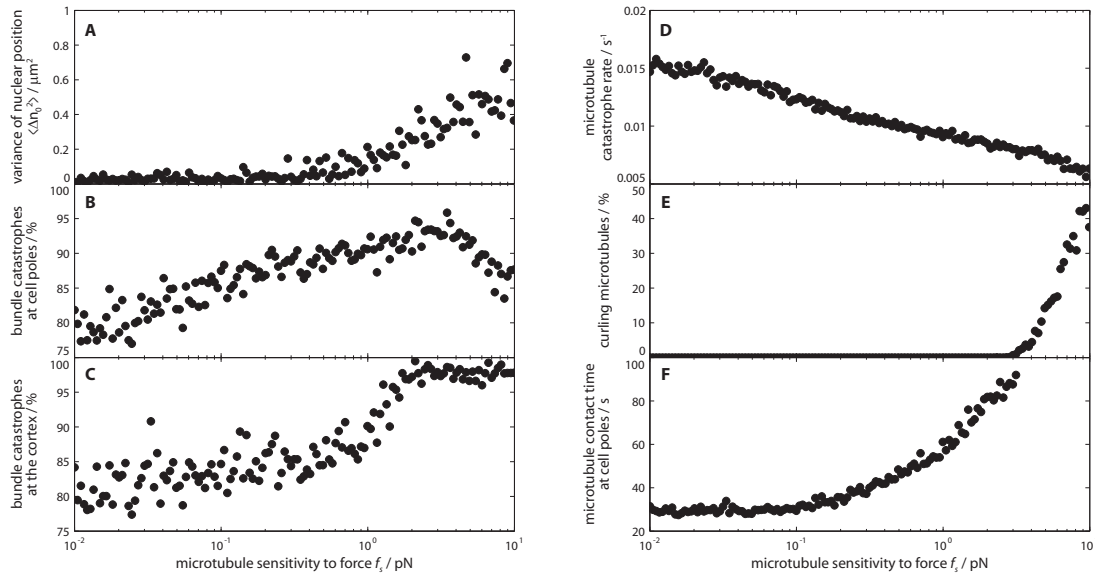 A
variance of nuclear position
⟨Δn₀²⟩ / μm²
1
0.8
0.6
0.4
0.2
0
B
bundle catastrophes
at cell poles / %
100
95
90
85
80
75
C
bundle catastrophes
at the cortex / %
100
95
90
85
80
75
10⁻²
10⁻¹
10⁰
10¹
microtubule sensitivity to force fₛ / pN
D
microtubule
catastrophe rate / s⁻¹
0.02
0.015
0.01
0.005
E
curling microtubules / %
50
40
30
20
10
0
F
microtubule contact time
at cell poles / s
100
80
60
40
20
10⁻²
10⁻¹
10⁰
10¹
microtubule sensitivity to force fₛ / pN